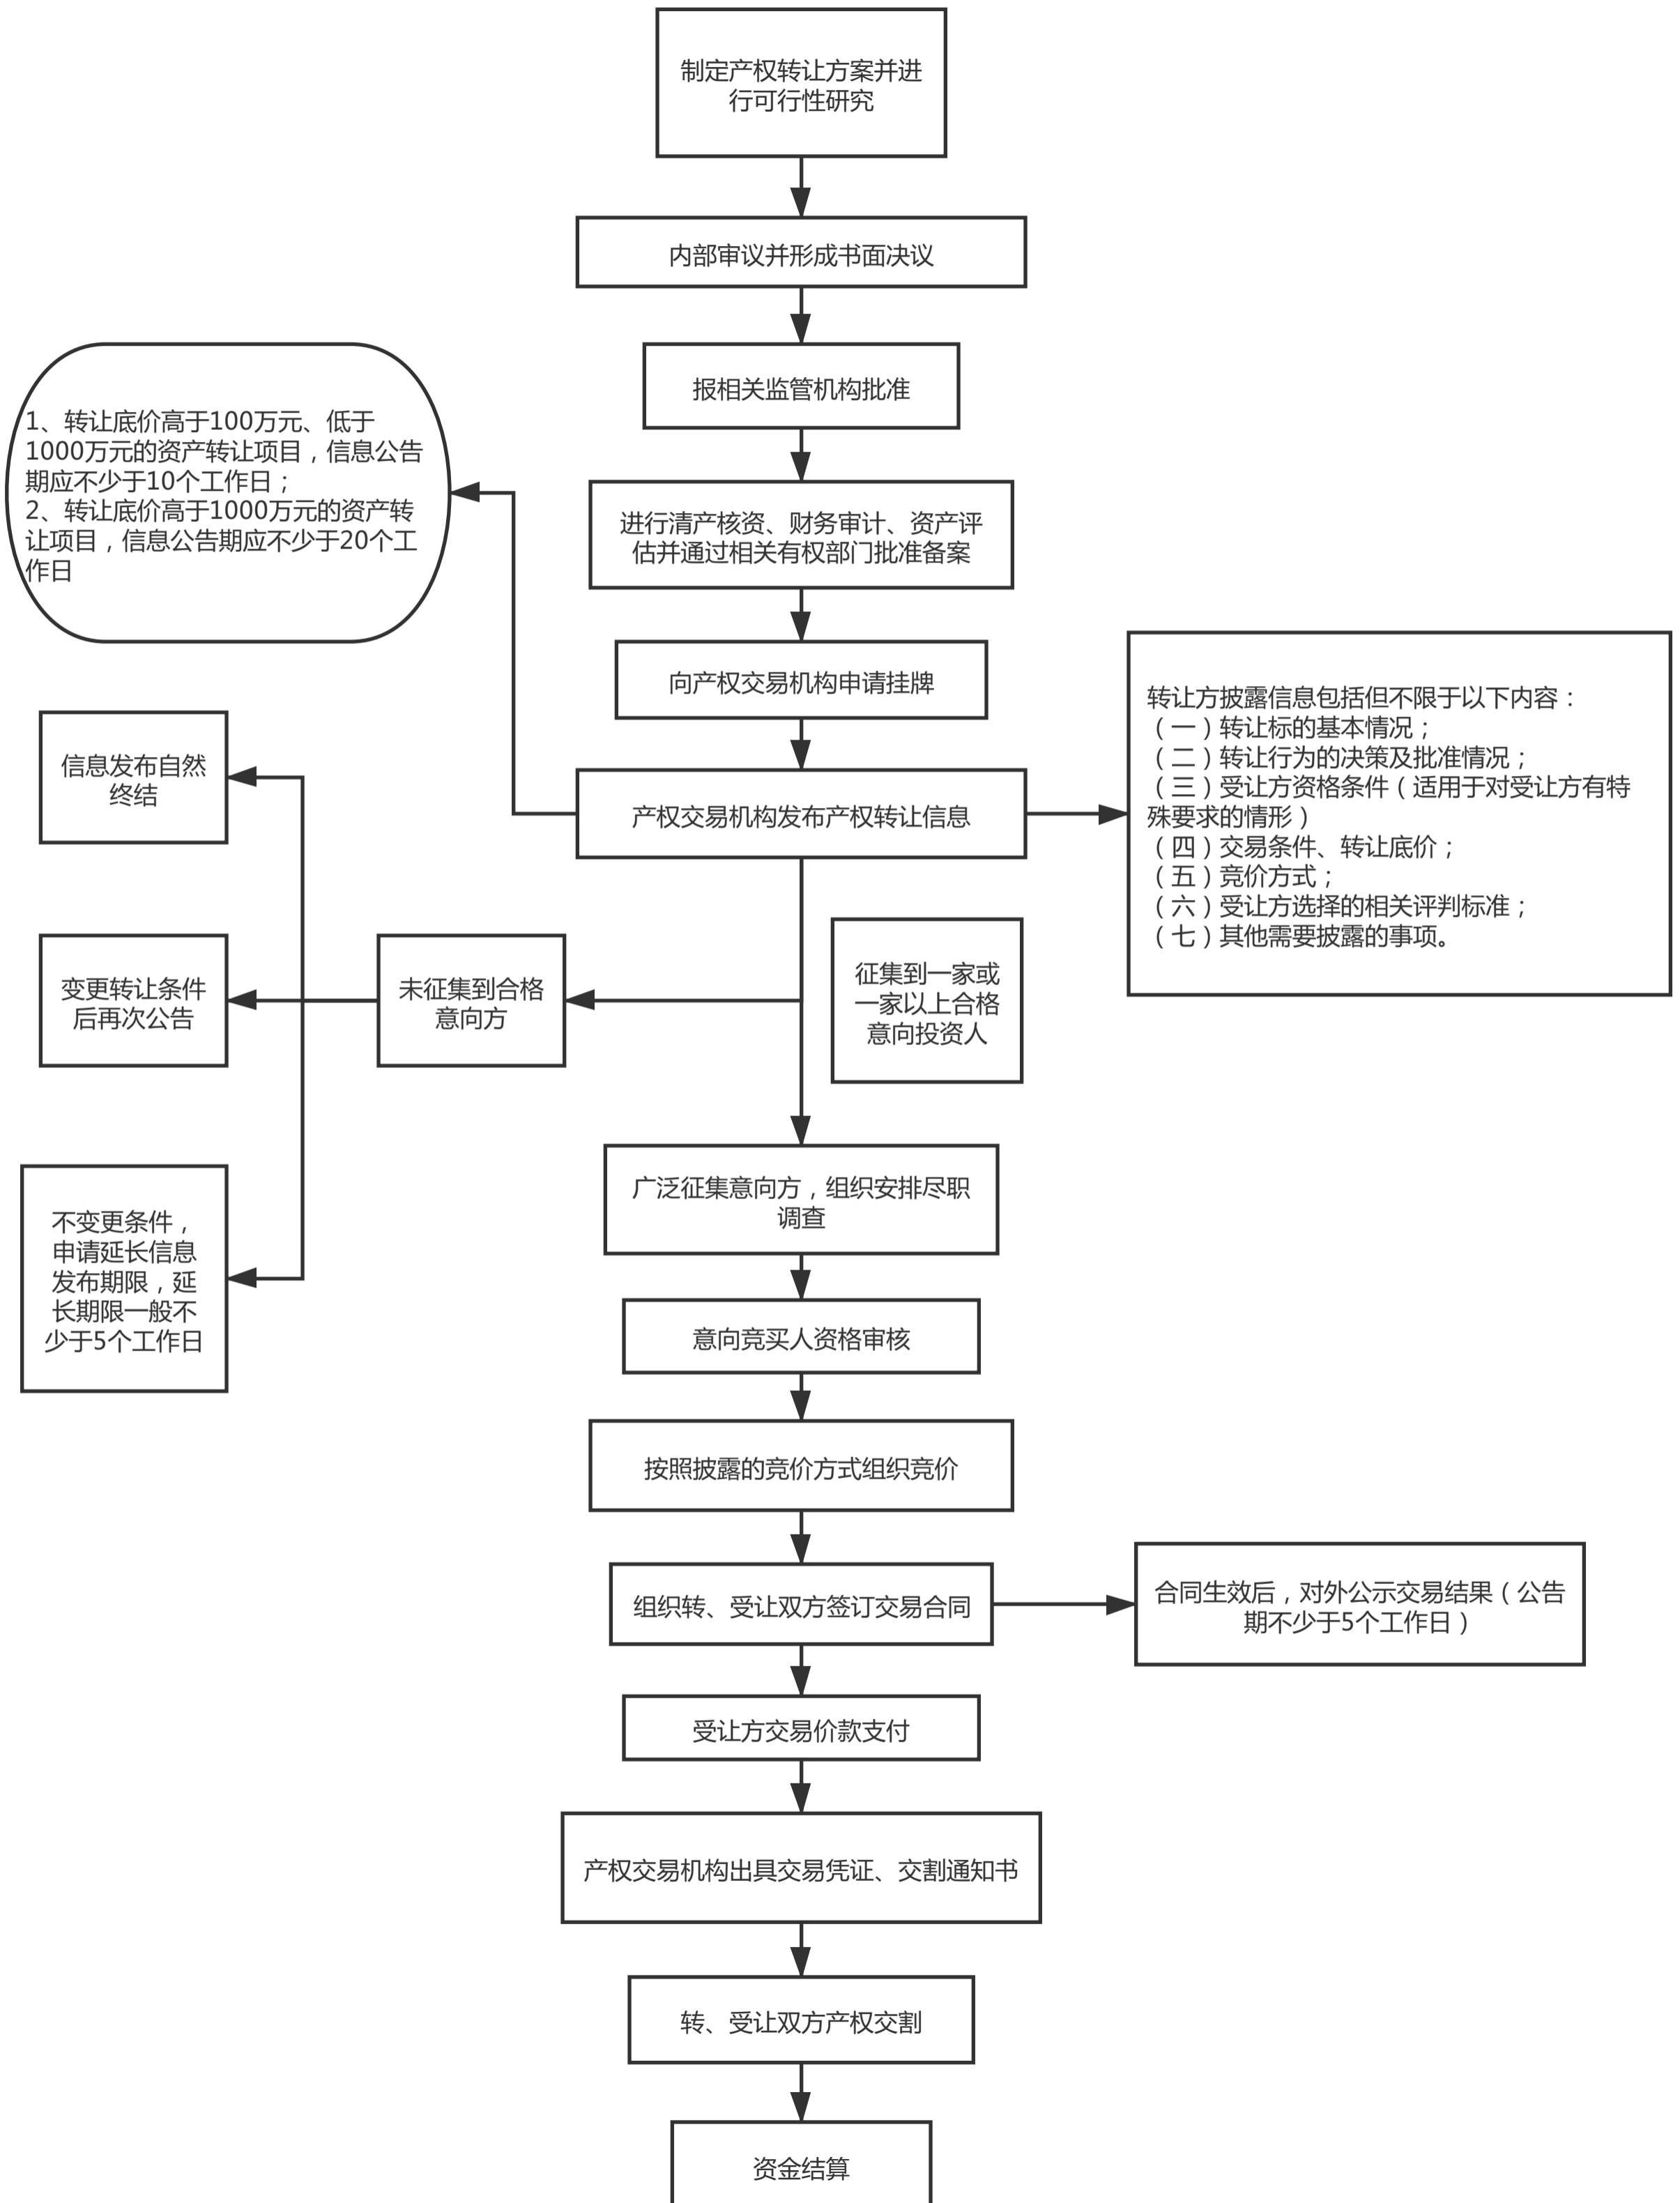 制定产权转让方案并进
行可行性研究
内部审议并形成书面决议
报相关监管机构批准
1、转让底价高于100万元、低于
1000万元的资产转让项目，信息公告
期应不少于10个工作日；
2、转让底价高于1000万元的资产转
让项目，信息公告期应不少于20个工
作日
进行清产核资、财务审计、资产评
估并通过相关有权部门批准备案
向产权交易机构申请挂牌
转让方披露信息包括但不限于以下内容：
（一）转让标的基本情况；
（二）转让行为的决策及批准情况；
（三）受让方资格条件（适用于对受让方有特
殊要求的情形）
（四）交易条件、转让底价；
（五）竞价方式；
（六）受让方选择的相关评判标准；
（七）其他需要披露的事项。
信息发布自然
终结
产权交易机构发布产权转让信息
变更转让条件
后再次公告
未征集到合格
意向方
征集到一家或
一家以上合格
意向投资人
不变更条件，
申请延长信息
发布期限，延
长期限一般不
少于5个工作日
广泛征集意向方，组织安排尽职
调查
意向竞买人资格审核
按照披露的竞价方式组织竞价
组织转、受让双方签订交易合同
合同生效后，对外公示交易结果（公告
期不少于5个工作日）
受让方交易价款支付
产权交易机构出具交易凭证、交割通知书
转、受让双方产权交割
资金结算